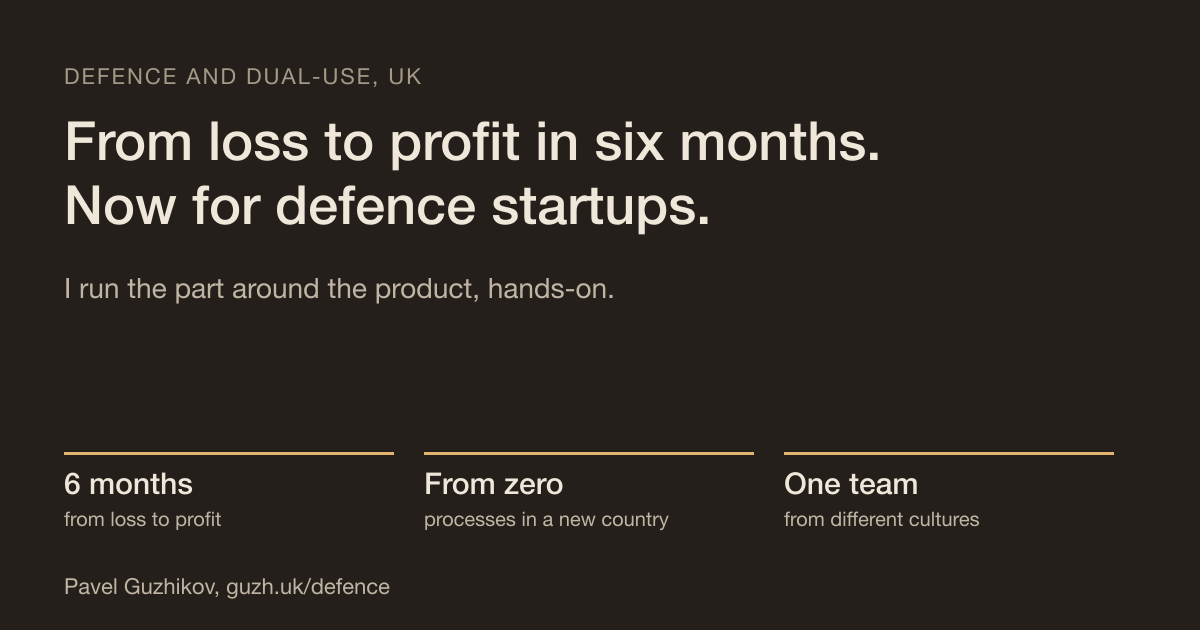 DEFENCE AND DUAL-USE, UK
From loss to profit in six months.
Now for defence startups.
I run the part around the product, hands-on.
6 months
from loss to profit
From zero
processes in a new country
One team
from different cultures
Pavel Guzhikov, guzh.uk/defence